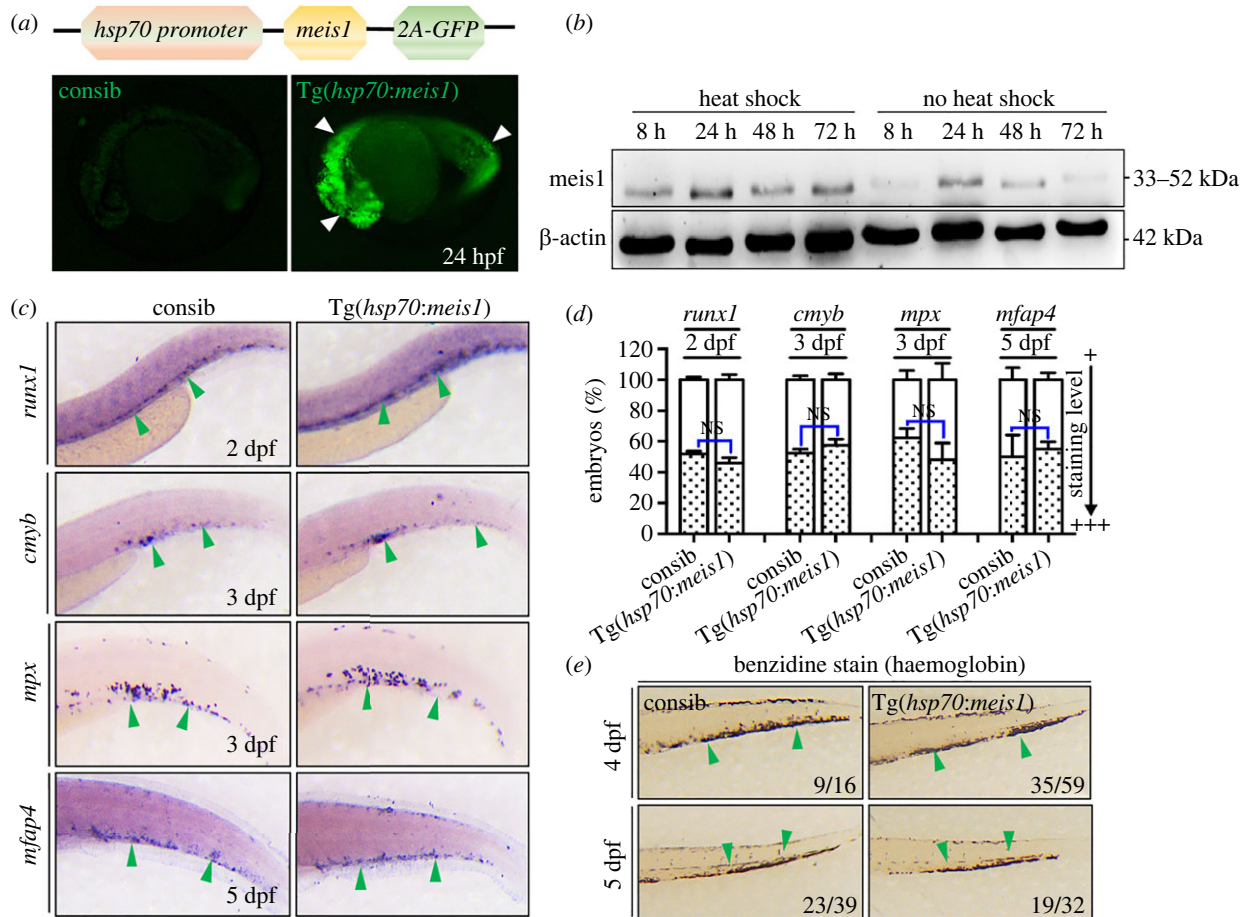 (a)
hsp70 promoter meis1 2A-GFP
consib Tg(hsp70:meis1)
24 hpf
(b)
heat shock no heat shock
8 h 24 h 48 h 72 h 8 h 24 h 48 h 72 h
meis1 33–52 kDa
β-actin 42 kDa
(c)
consib Tg(hsp70:meis1)
runx1
2 dpf
cmyb
3 dpf
mpx
3 dpf
mfap4
5 dpf
(d)
runx1 cmyb mpx mfap4
2 dpf 3 dpf 3 dpf 5 dpf
120
100
80
60
40
20
0
embryos (%)
NS NS NS NS
+
staining level
+++
consib Tg(hsp70:meis1) consib Tg(hsp70:meis1) consib Tg(hsp70:meis1) consib Tg(hsp70:meis1)
(e)
benzidine stain (haemoglobin)
consib Tg(hsp70:meis1)
4 dpf
9/16 35/59
5 dpf
23/39 19/32